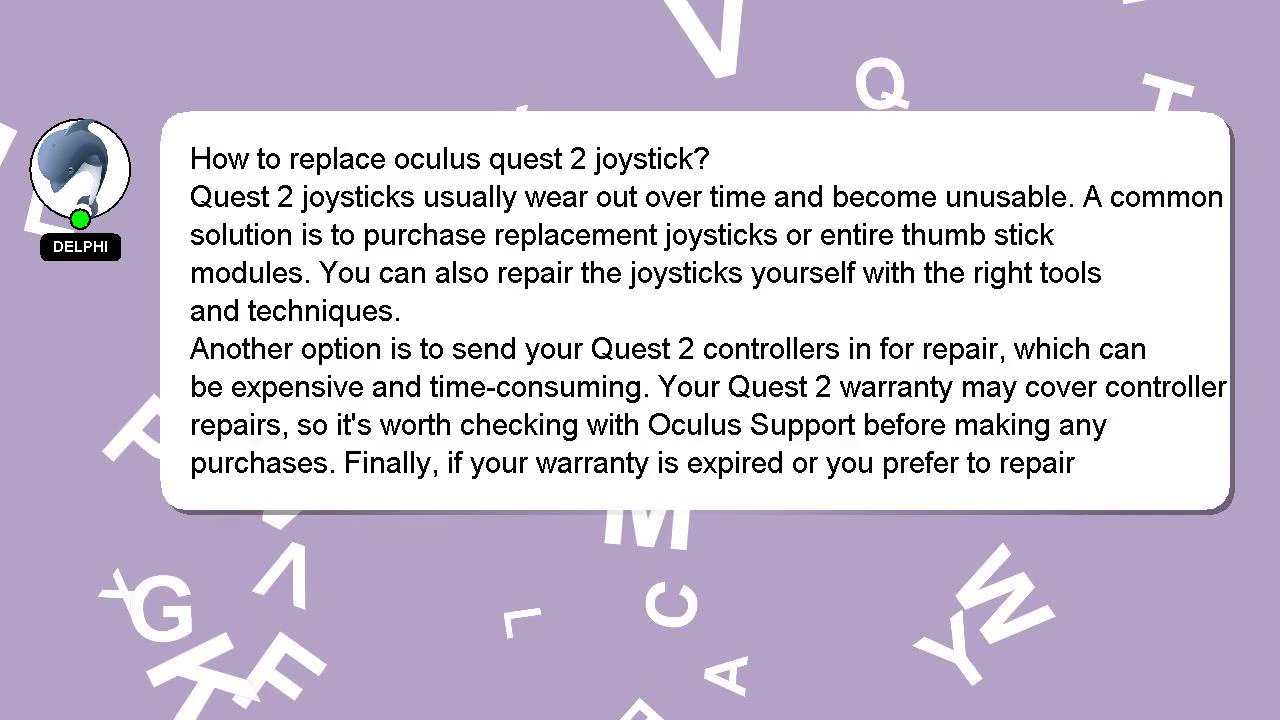 V
Q
T
DELPHI
How to replace oculus quest 2 joystick?
Quest 2 joysticks usually wear out over time and become unusable. A common
solution is to purchase replacement joysticks or entire thumb stick
modules. You can also repair the joysticks yourself with the right tools
and techniques.
Another option is to send your Quest 2 controllers in for repair, which can
be expensive and time-consuming. Your Quest 2 warranty may cover controller
repairs, so it's worth checking with Oculus Support before making any
purchases. Finally, if your warranty is expired or you prefer to repair
P
M
V
X
G
L
C
W
Y
K
F
A